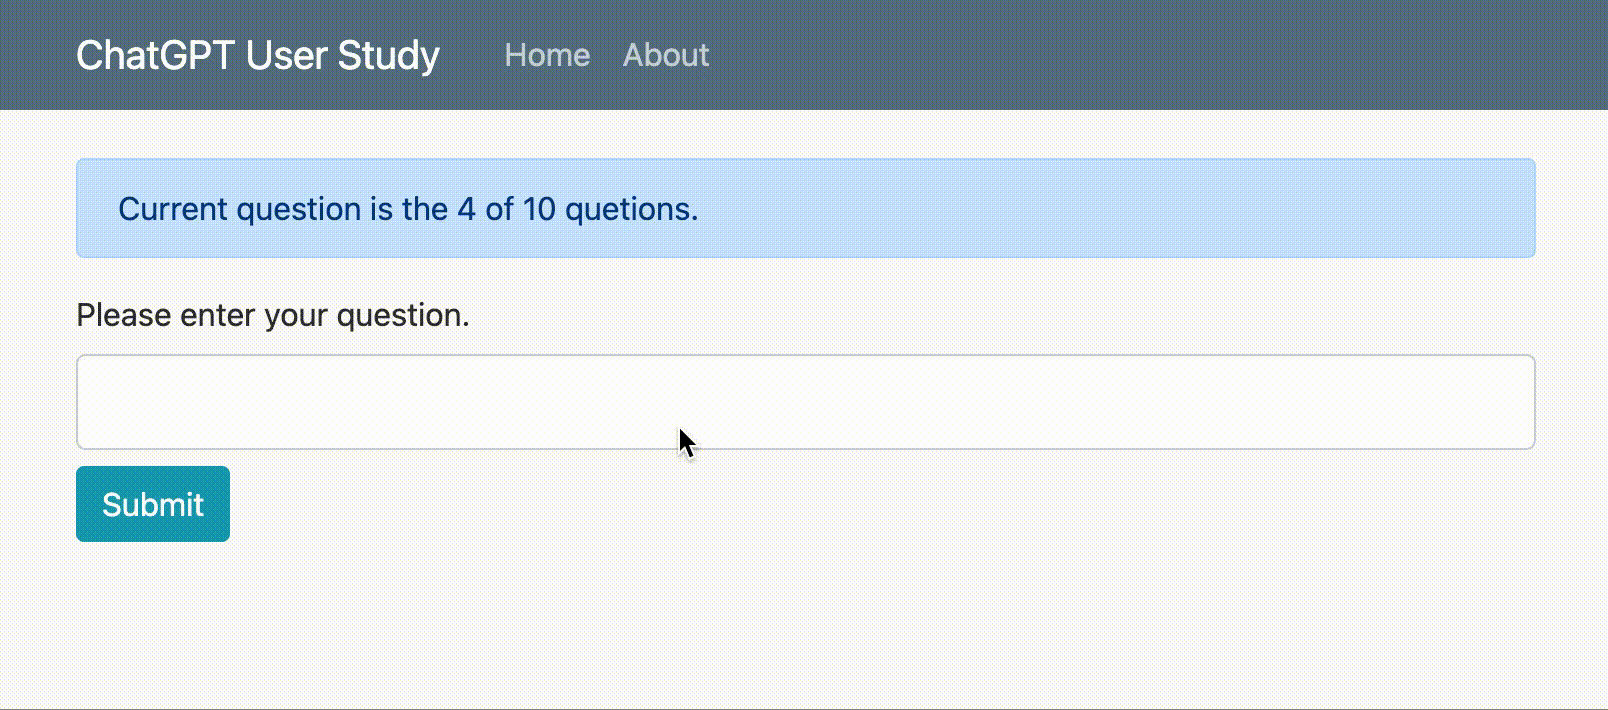 ChatGPT User Study Home About
Current question is the 4 of 10 quetions.
Please enter your question.
Submit